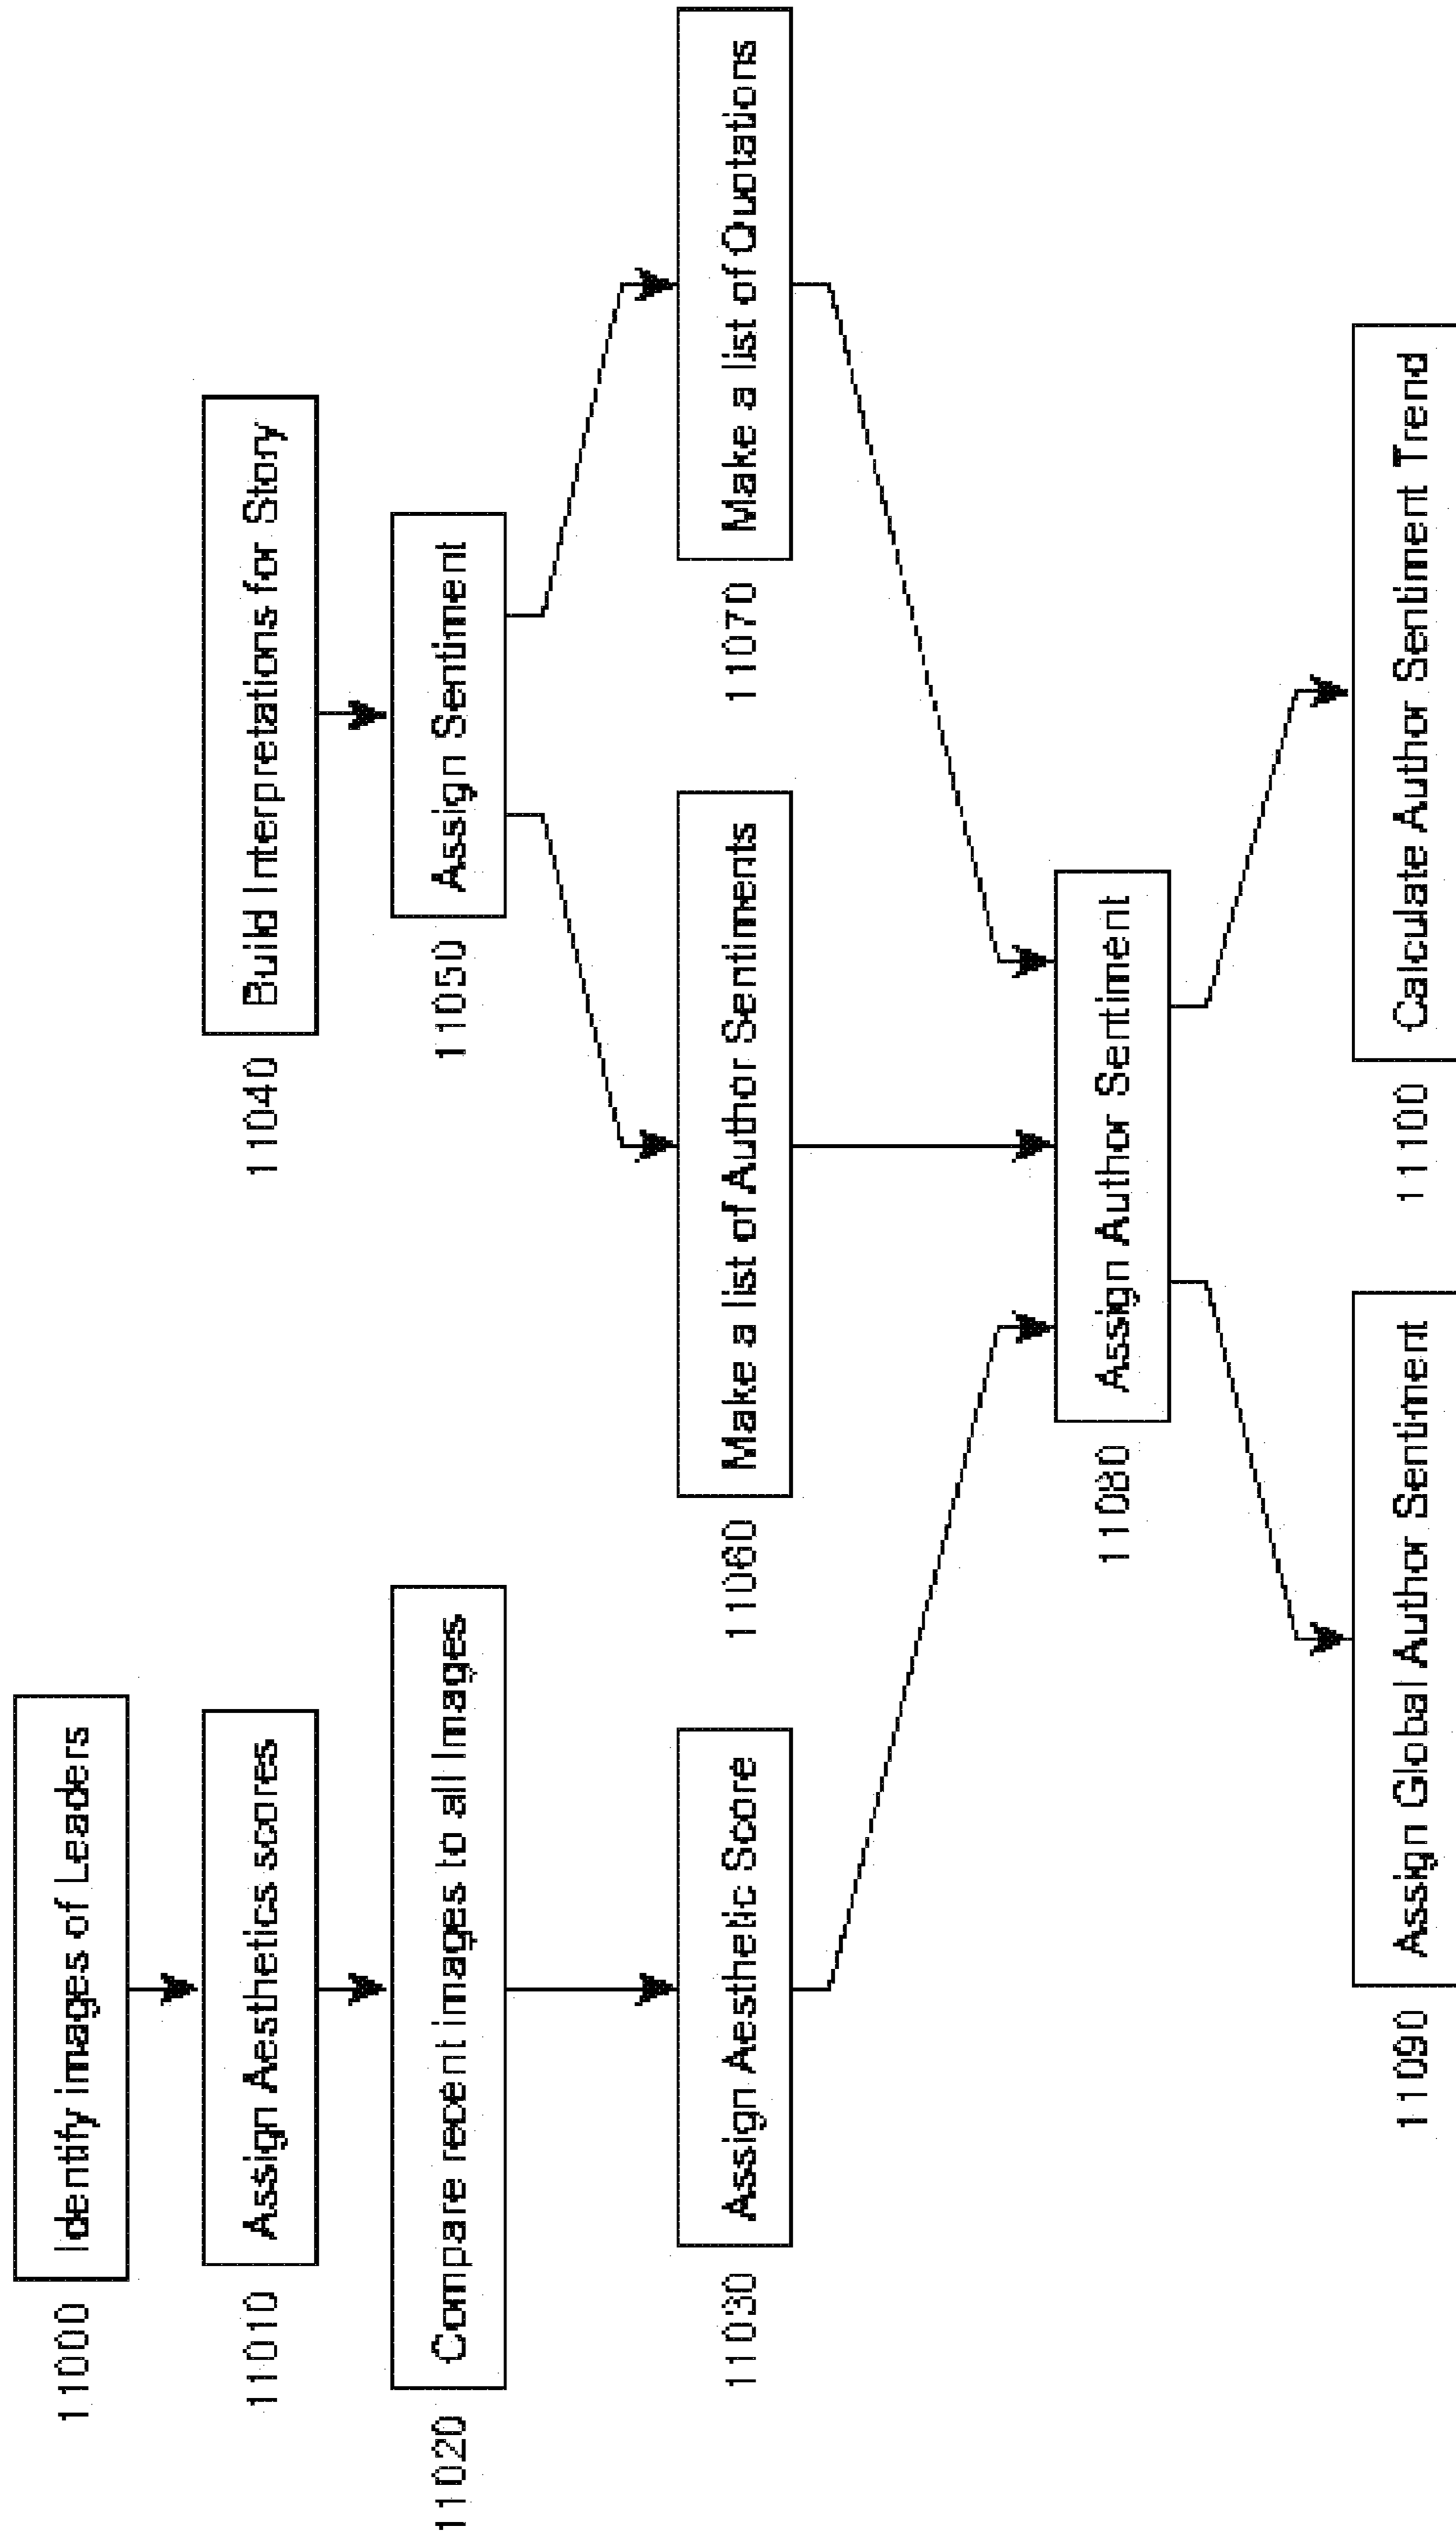 11000 Identify images of Leaders
11010 Assign Aesthetics scores
11020 Compare recent images to all Images
11030 Assign Aesthetic Score
11040 Build Interpretations for Story
11050 Assign Sentiment
11060 Make a list of Author Sentiments
11070 Make a list of Quotations
11080 Assign Author Sentiment
11090 Assign Global Author Sentiment
11100 Calculate Author Sentiment Trend